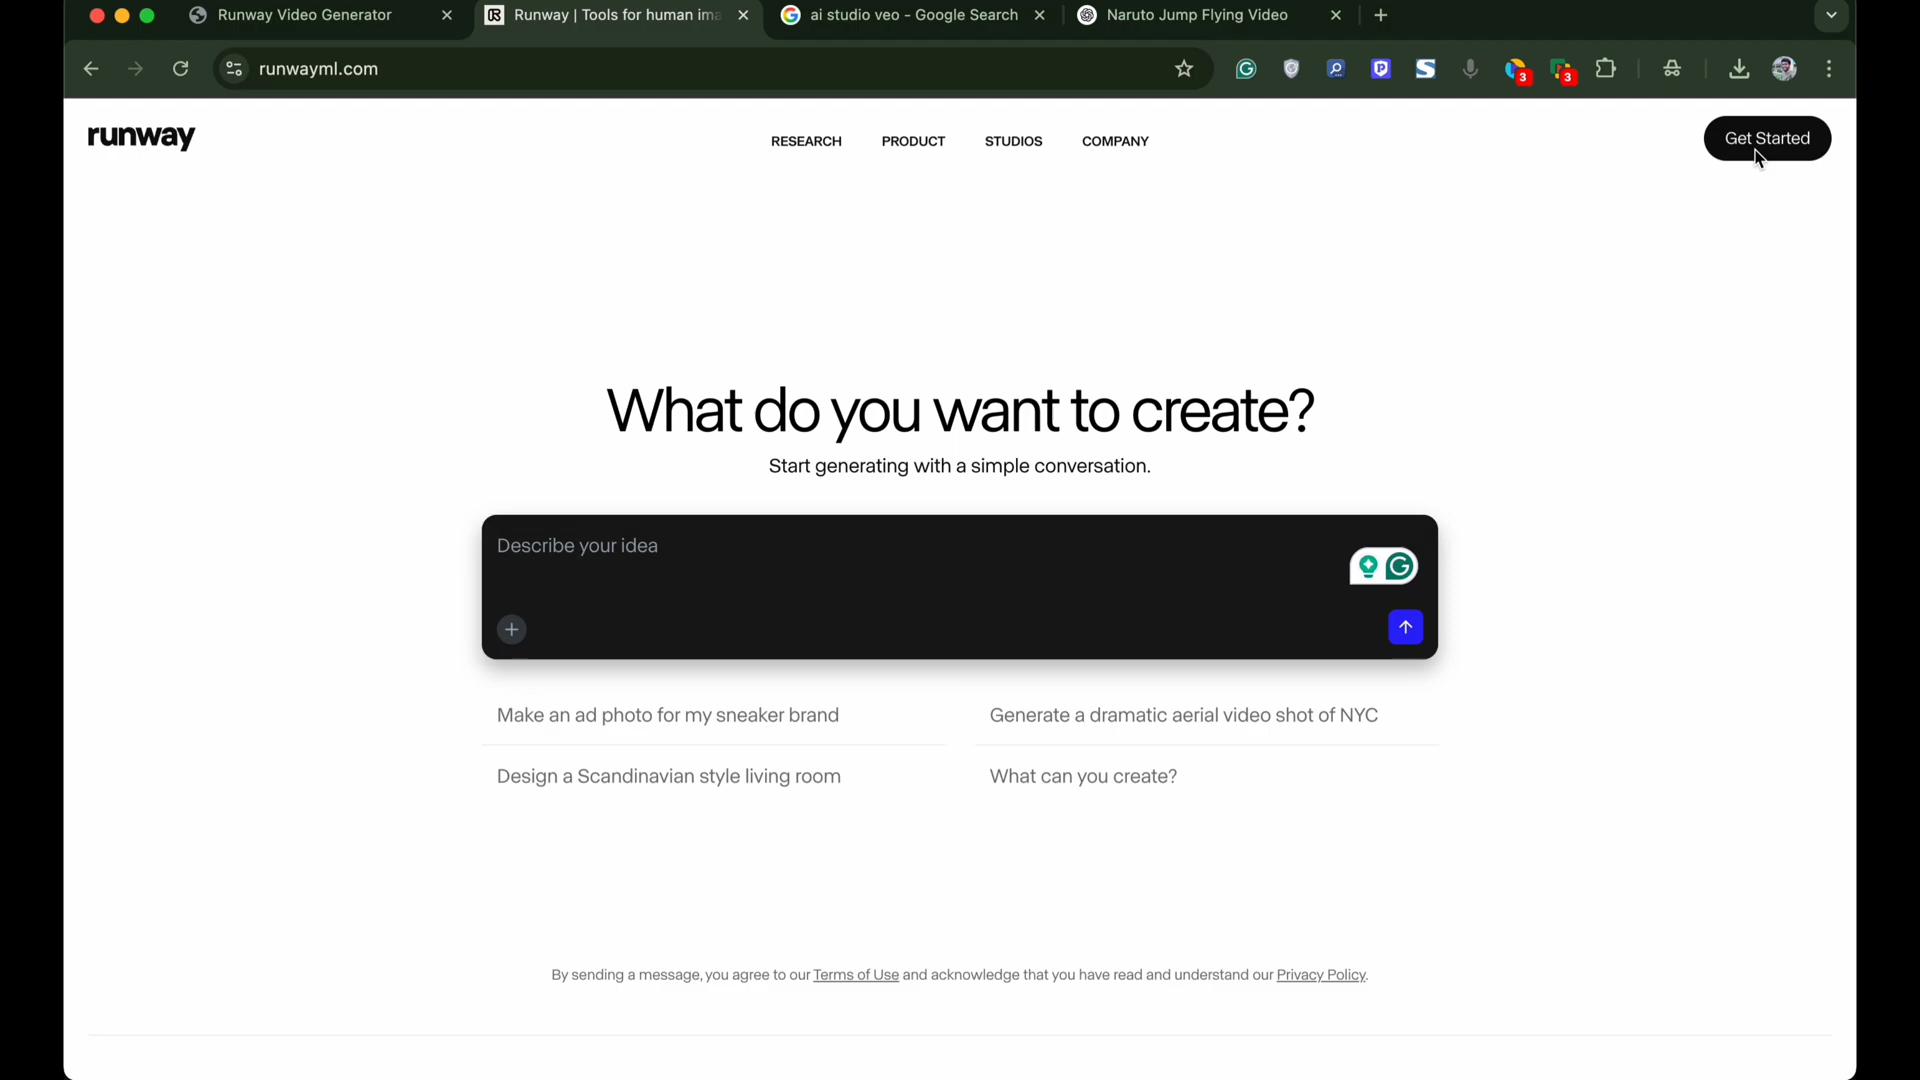 Runway Video Generator
Runway | Tools for human ima
ai studio veo - Google Search
Naruto Jump Flying Video
runwayml.com
3
3
runway
RESEARCH
PRODUCT
STUDIOS
COMPANY
Get Started
What do you want to create?
Start generating with a simple conversation.
Describe your idea
Make an ad photo for my sneaker brand
Generate a dramatic aerial video shot of NYC
Design a Scandinavian style living room
What can you create?
By sending a message, you agree to our Terms of Use and acknowledge that you have read and understand our Privacy Policy.